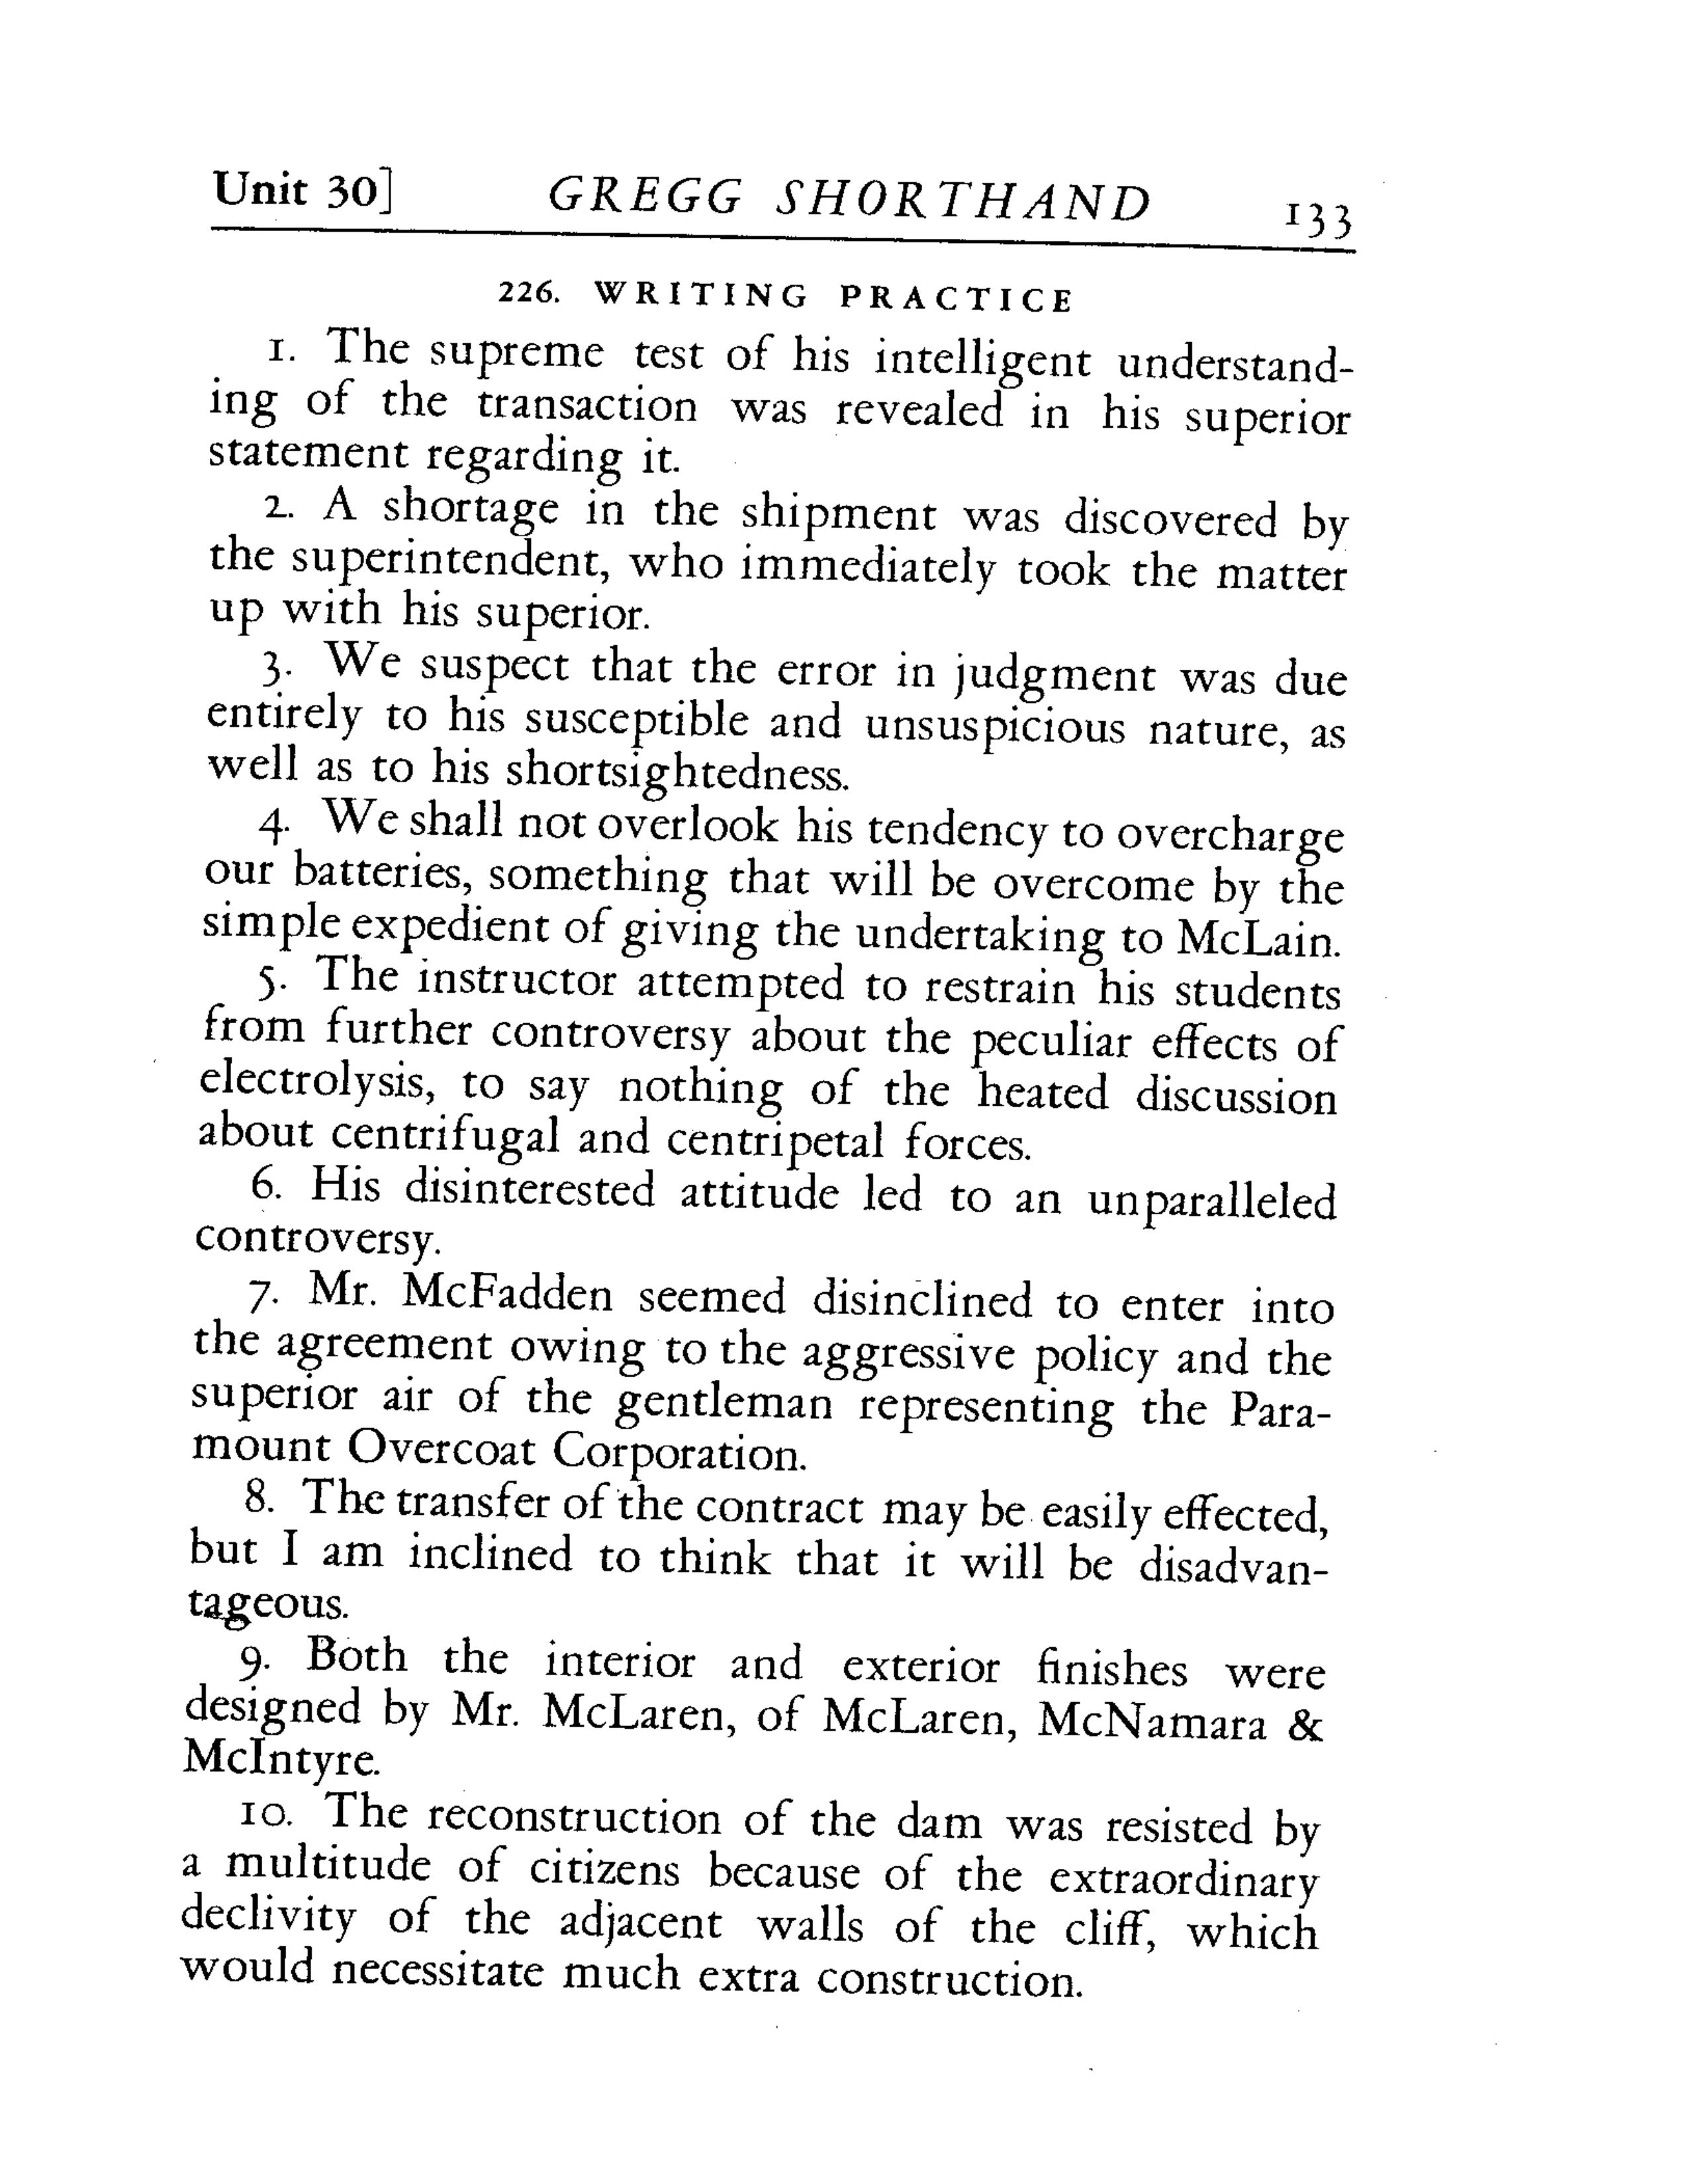 Unit 30] GREGG SHORTHAND 133
226. WRITING PRACTICE
1. The supreme test of his intelligent understand-
ing of the transaction was revealed in his superior
statement regarding it.
2. A shortage in the shipment was discovered by
the superintendent, who immediately took the matter
up with his superior.
3. We suspect that the error in judgment was due
entirely to his susceptible and unsuspicious nature, as
well as to his shortsightedness.
4. We shall not overlook his tendency to overcharge
our batteries, something that will be overcome by the
simple expedient of giving the undertaking to McLain.
5. The instructor attempted to restrain his students
from further controversy about the peculiar effects of
electrolysis, to say nothing of the heated discussion
about centrifugal and centripetal forces.
6. His disinterested attitude led to an unparalleled
controversy.
7. Mr. McFadden seemed disinclined to enter into
the agreement owing to the aggressive policy and the
superior air of the gentleman representing the Para-
mount Overcoat Corporation.
8. The transfer of the contract may be easily effected,
but I am inclined to think that it will be disadvan-
tageous.
9. Both the interior and exterior finishes were
designed by Mr. McLaren, of McLaren, McNamara &
McIntyre.
10. The reconstruction of the dam was resisted by
a multitude of citizens because of the extraordinary
declivity of the adjacent walls of the cliff, which
would necessitate much extra construction.